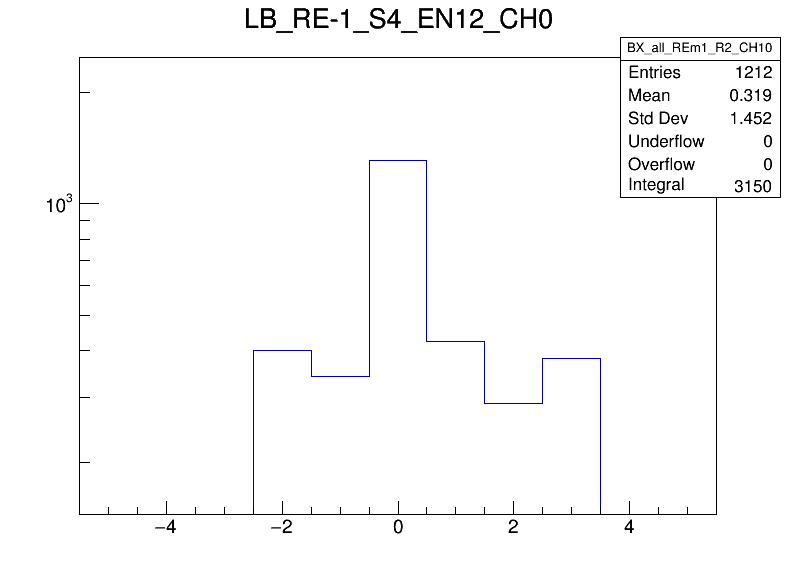 LB_RE-1_S4_EN12_CH0
BX_all_REm1_R2_CH10
Entries 1212
Mean 0.319
Std Dev 1.452
Underflow 0
Overflow 0
Integral 3150
10³
−4 −2 0 2 4